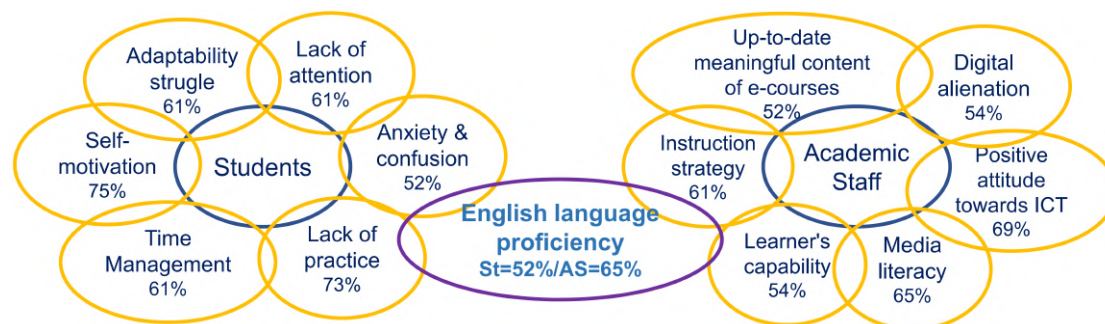 Adaptability
strugle
61%
Lack of
attention
61%
Self-
motivation
75%
Students
Anxiety &
confusion
52%
Time
Management
61%
Lack of
practice
73%
English language
proficiency
St=52%/AS=65%
Up-to-date
meaningful content
of e-courses
52%
Digital
alienation
54%
Instruction
strategy
61%
Academic
Staff
Positive
attitude
towards ICT
69%
Learner's
capability
54%
Media
literacy
65%